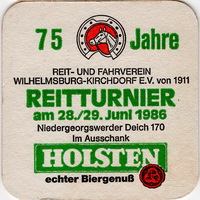 75 Jahre
REIT- UND FAHRVEREIN
WILHELMSBURG-KIRCHDORF E.V. von 1911
REITTURNIER
am 28./29. Juni 1986
Niedergeorgswerder Deich 170
Im Ausschank
HOLSTEN
echter Biergenuß